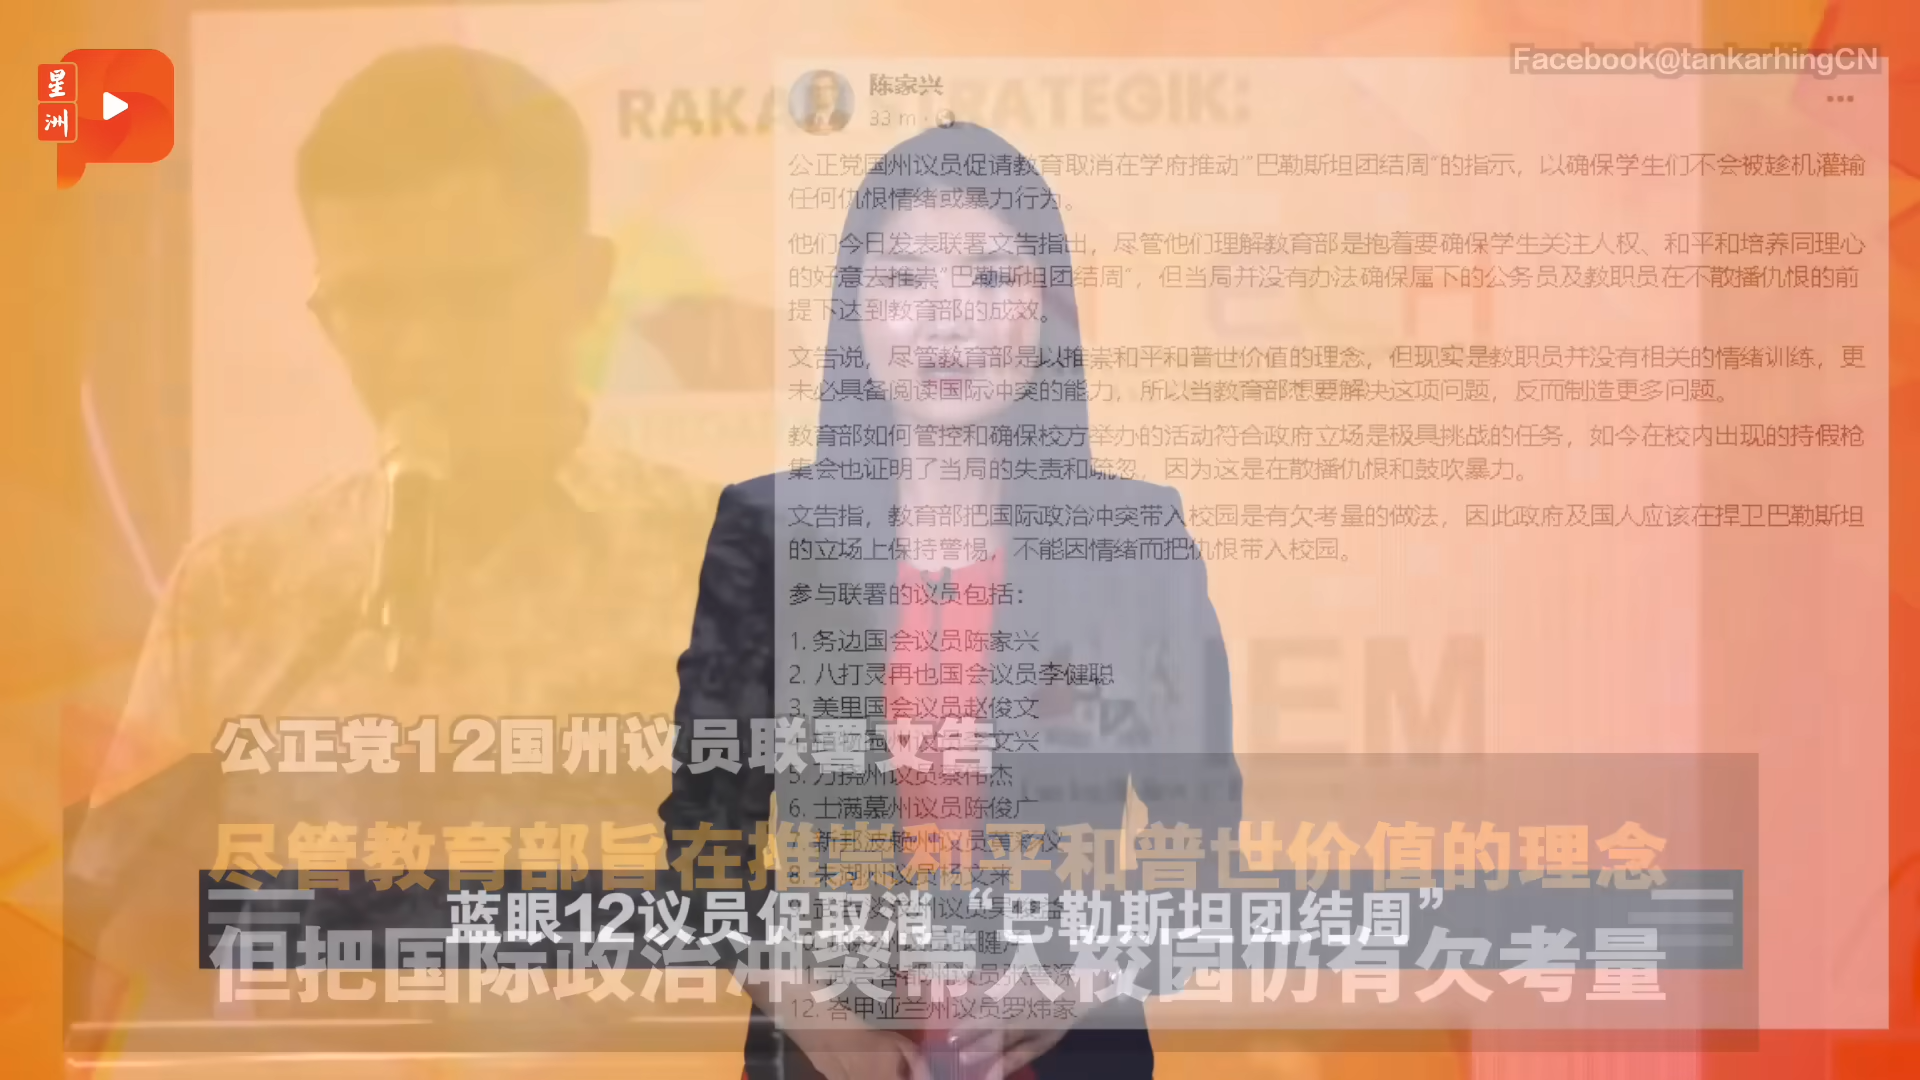 星洲
Facebook@tankarhingCN
RAKA STRATEGIK:
陈家兴
33 m
公正党国州议员促请教育取消在学府推动“巴勒斯坦团结周”的指示，以确保学生们不会被趁机灌输
任何仇恨情绪或暴力行为。
他们今日发表联署文告指出，尽管他们理解教育部是抱着要确保学生关注人权、和平和培养同理心
的好意去推崇“巴勒斯坦团结周”，但当局并没有办法确保属下的公务员及教职员在不散播仇恨的前
提下达到教育部的成效。
文告说，尽管教育部是以推崇和平和普世价值的理念，但现实是教职员并没有相关的情绪训练，更
未必具备阅读国际冲突的能力，所以当教育部想要解决这项问题，反而制造更多问题。
教育部如何管控和确保校方举办的活动符合政府立场是极具挑战的任务，如今在校内出现的持假枪
集会也证明了当局的失责和疏忽，因为这是在散播仇恨和鼓吹暴力。
文告指，教育部把国际政治冲突带入校园是有欠考量的做法，因此政府及国人应该在捍卫巴勒斯坦
的立场上保持警惕，不能因情绪而把仇恨带入校园。
参与联署的议员包括：
1. 务边国会议员陈家兴
2. 八打灵再也国会议员李健聪
3. 美里国会议员赵俊文
IEM
公正党12国州议员联署文告
5. 万挠州议员蔡伟杰
6. 士满慕州议员陈俊广
尽管教育部旨在推崇和平和普世价值的理念
蓝眼12议员促取消“巴勒斯坦团结周”
但把国际政治冲突带入校园仍有欠考量
12. 峇甲亚兰州议员罗炜家